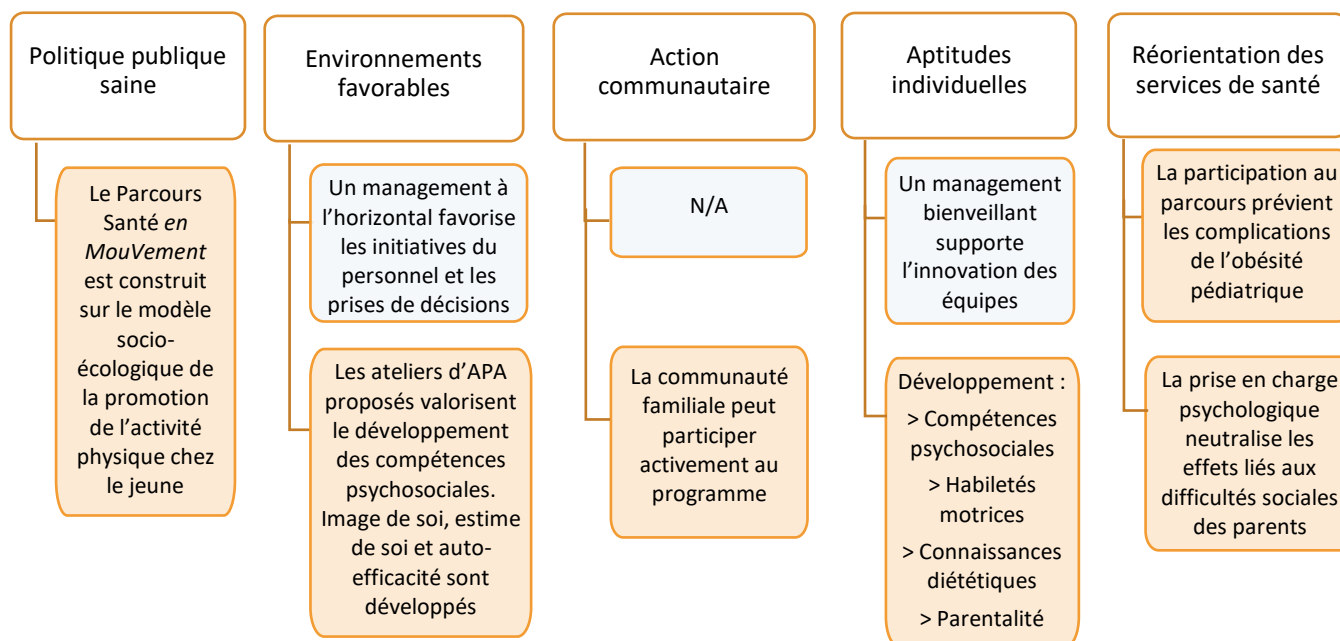 Politique publique
saine
Le Parcours
Santé en
MouVement
est construit
sur le modèle
socio-
écologique de
la promotion
de l’activité
physique chez
le jeune
Environnements
favorables
Un management à
l’horizontal favorise
les initiatives du
personnel et les
prises de décisions
Les ateliers d’APA
proposés valorisent
le développement
des compétences
psychosociales.
Image de soi, estime
de soi et auto-
efficacité sont
développés
Action
communautaire
N/A
La communauté
familiale peut
participer
activement au
programme
Aptitudes
individuelles
Un management
bienveillant
supporte
l’innovation des
équipes
Développement :
> Compétences
psychosociales
> Habiletés
motrices
> Connaissances
diététiques
> Parentalité
Réorientation des
services de santé
La participation au
parcours prévient
les complications
de l’obésité
pédiatrique
La prise en charge
psychologique
neutralise les
effets liés aux
difficultés sociales
des parents